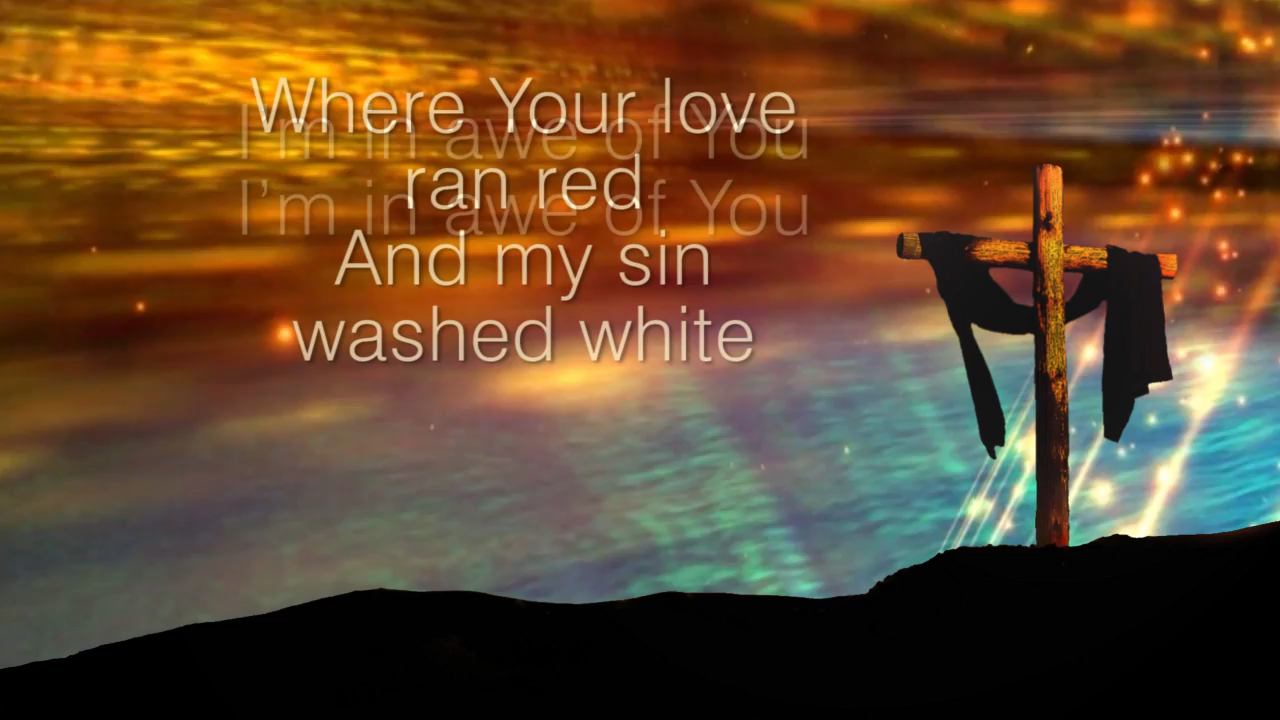 Where Your love
I'm in awe of You
ran red
I'm in awe of You
And my sin
washed white